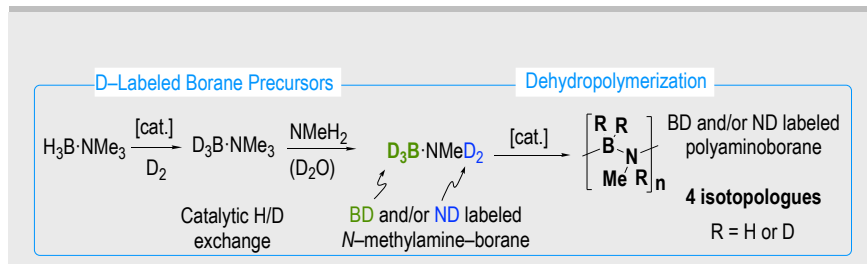 D–Labeled Borane Precursors
Dehydropolymerization
H₃B·NMe₃ [cat.] D₂ D₃B·NMe₃ NMeH₂ (D₂O) D₃B·NMeD₂ [cat.]
R R
B
N
Me R n
BD and/or ND labeled
polyaminoborane
4 isotopologues
R = H or D
Catalytic H/D
exchange
BD and/or ND labeled
N–methylamine–borane